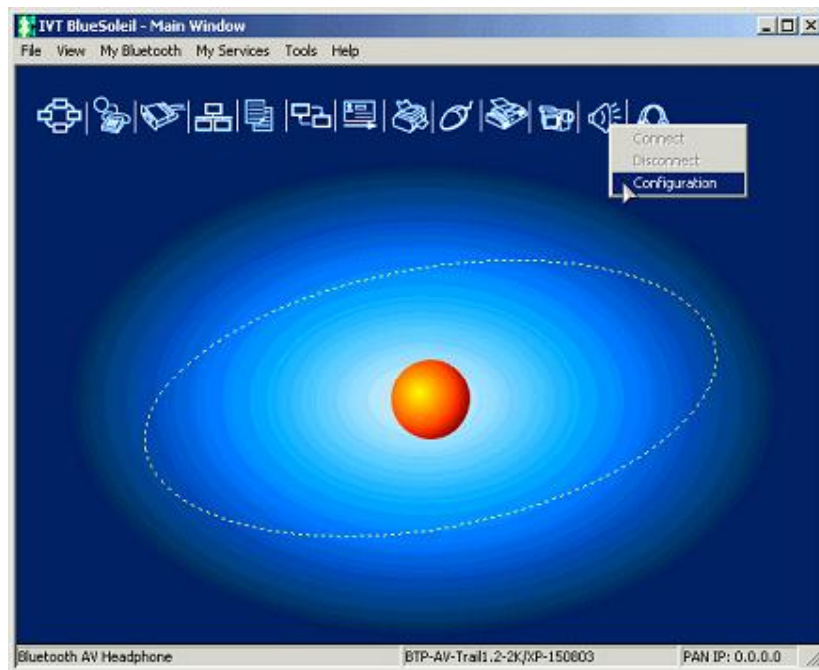 IVT BlueSoleil - Main Window
File View My Bluetooth My Services Tools Help
Connect
Disconnect
Configuration
Bluetooth AV Headphone BTP-AV-Trail1.2-2K/XP-150803 PAN IP: 0.0.0.0